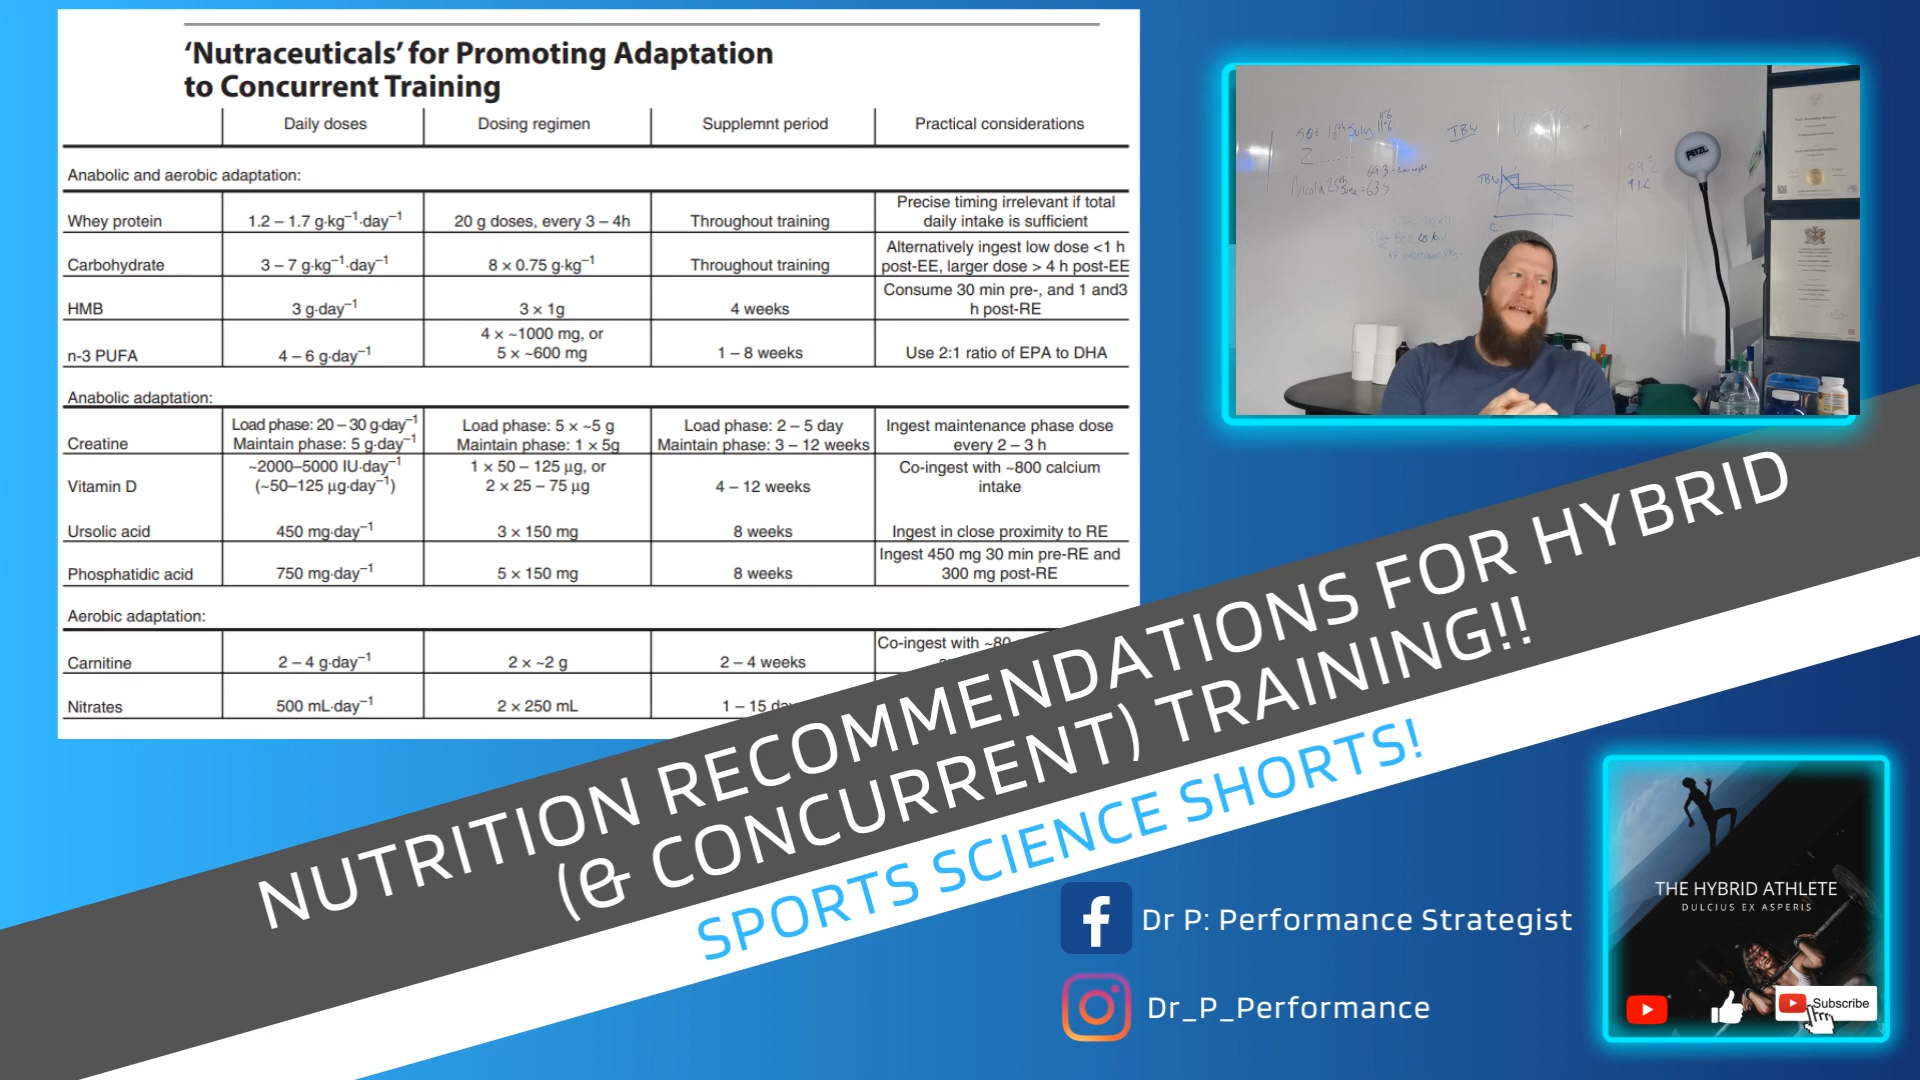 ‘Nutraceuticals’ for Promoting Adaptation
to Concurrent Training
Daily doses Dosing regimen Supplemnt period Practical considerations
Anabolic and aerobic adaptation:
Whey protein 1.2 – 1.7 g·kg⁻¹·day⁻¹ 20 g doses, every 3 – 4h Throughout training Precise timing irrelevant if total
daily intake is sufficient
Carbohydrate 3 – 7 g·kg⁻¹·day⁻¹ 8 × 0.75 g·kg⁻¹ Throughout training Alternatively ingest low dose <1 h
post-EE, larger dose > 4 h post-EE
HMB 3 g·day⁻¹ 3 × 1g 4 weeks Consume 30 min pre-, and 1 and3
h post-RE
n-3 PUFA 4 – 6 g·day⁻¹ 4 × ~1000 mg, or
5 × ~600 mg 1 – 8 weeks Use 2:1 ratio of EPA to DHA
Anabolic adaptation:
Creatine Load phase: 20 – 30 g·day⁻¹ Load phase: 5 × ~5 g Load phase: 2 – 5 day Ingest maintenance phase dose
Maintain phase: 5 g·day⁻¹ Maintain phase: 1 × 5g Maintain phase: 3 – 12 weeks every 2 – 3 h
Vitamin D ~2000–5000 IU·day⁻¹ 1 × 50 – 125 µg, or 4 – 12 weeks Co-ingest with ~800 calcium
(~50–125 µg·day⁻¹) 2 × 25 – 75 µg intake
Ursolic acid 450 mg·day⁻¹ 3 × 150 mg 8 weeks Ingest in close proximity to RE
Phosphatidic acid 750 mg·day⁻¹ 5 × 150 mg 8 weeks Ingest 450 mg 30 min pre-RE and
300 mg post-RE
Aerobic adaptation:
Carnitine 2 – 4 g·day⁻¹ 2 × ~2 g 2 – 4 weeks Co-ingest with ~80
Nitrates 500 mL·day⁻¹ 2 × 250 mL 1 – 15
TBW
TBW
PETZL
NUTRITION RECOMMENDATIONS FOR HYBRID
(& CONCURRENT) TRAINING!!
SPORTS SCIENCE SHORTS!
Dr P: Performance Strategist
Dr_P_Performance
THE HYBRID ATHLETE
DULCIUS EX ASPERIS
Subscribe